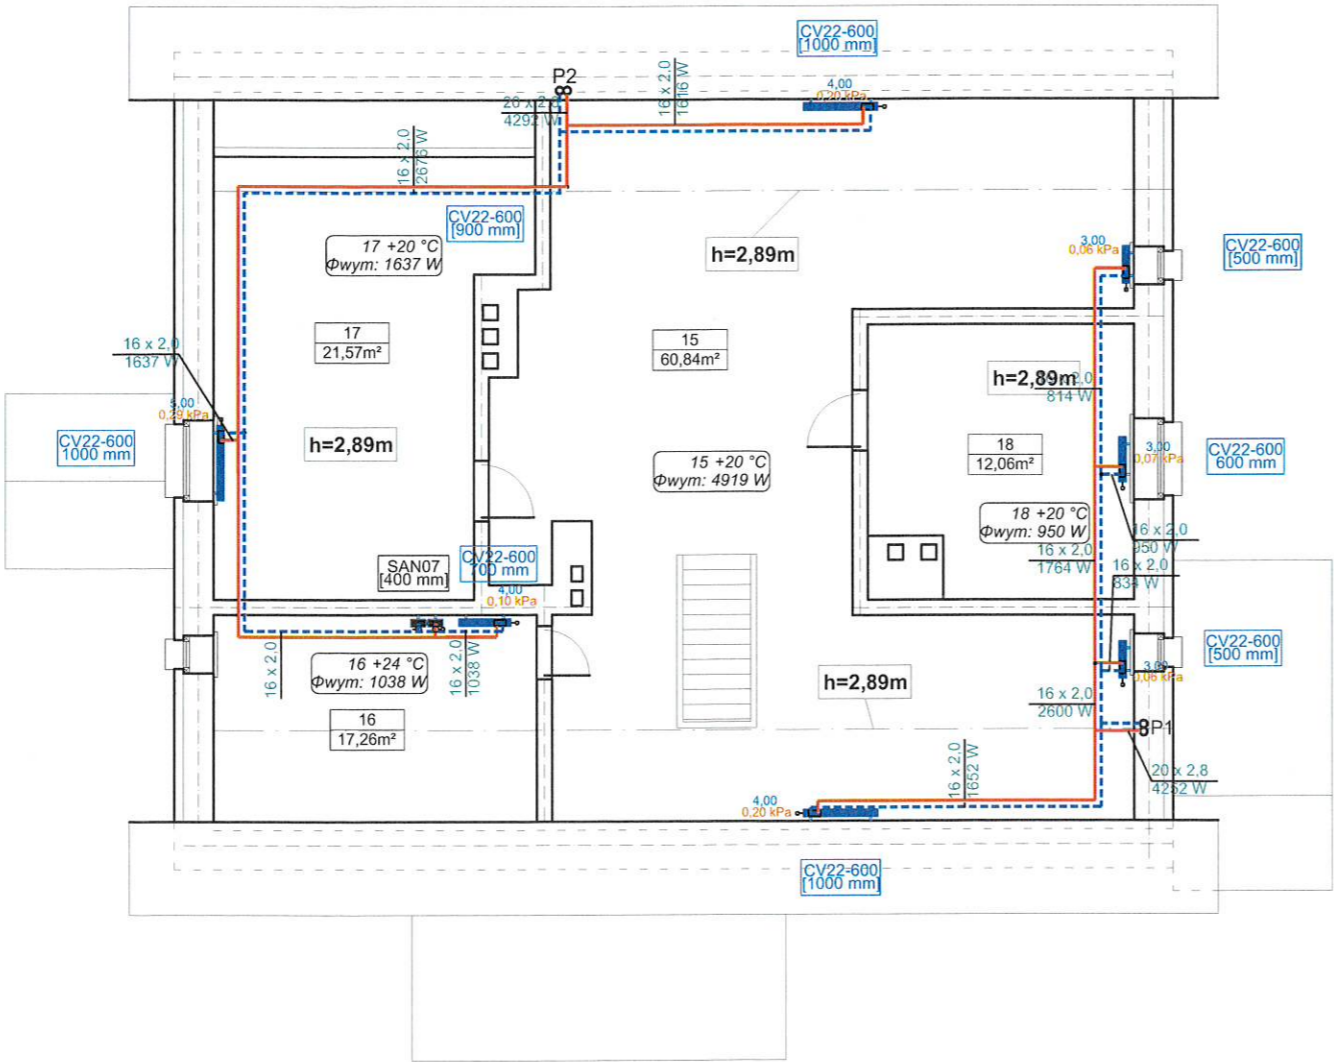 CV22-600
[1000 mm]
P2
16 x 2,0
1616 W
4,00
0,20 kPa
4292 W
16 x 2,0
2676 W
CV22-600
[900 mm]
17 +20 °C
Φwym: 1637 W
h=2,89m
3,00
0,06 kPa
CV22-600
[500 mm]
16 x 2,0
1637 W
17
21,57m²
15
60,84m²
h=2,89m
814 W
5,00
0,29 kPa
CV22-600
1000 mm
h=2,89m
18
12,06m²
3,00
0,07 kPa
CV22-600
600 mm
15 +20 °C
Φwym: 4919 W
18 +20 °C
Φwym: 950 W
16 x 2,0
950 W
16 x 2,0
1764 W
16 x 2,0
834 W
SAN07
[400 mm]
CV22-600
700 mm
4,00
0,10 kPa
16 x 2,0
16 +24 °C
Φwym: 1038 W
16 x 2,0
1038 W
CV22-600
[500 mm]
3,00
0,06 kPa
h=2,89m
16 x 2,0
2600 W
16
17,26m²
P1
16 x 2,0
1652 W
20 x 2,8
4252 W
4,00
0,20 kPa
CV22-600
[1000 mm]